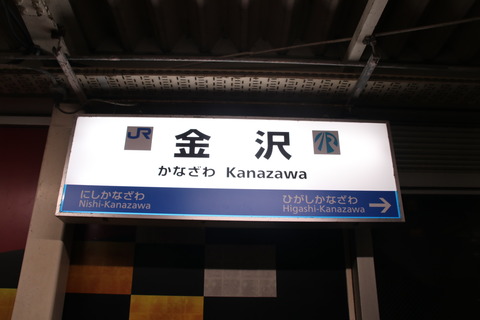 JR 金沢 IR
かなざわ Kanazawa
にしかなざわ ひがしかなざわ
Nishi-Kanazawa Higashi-Kanazawa